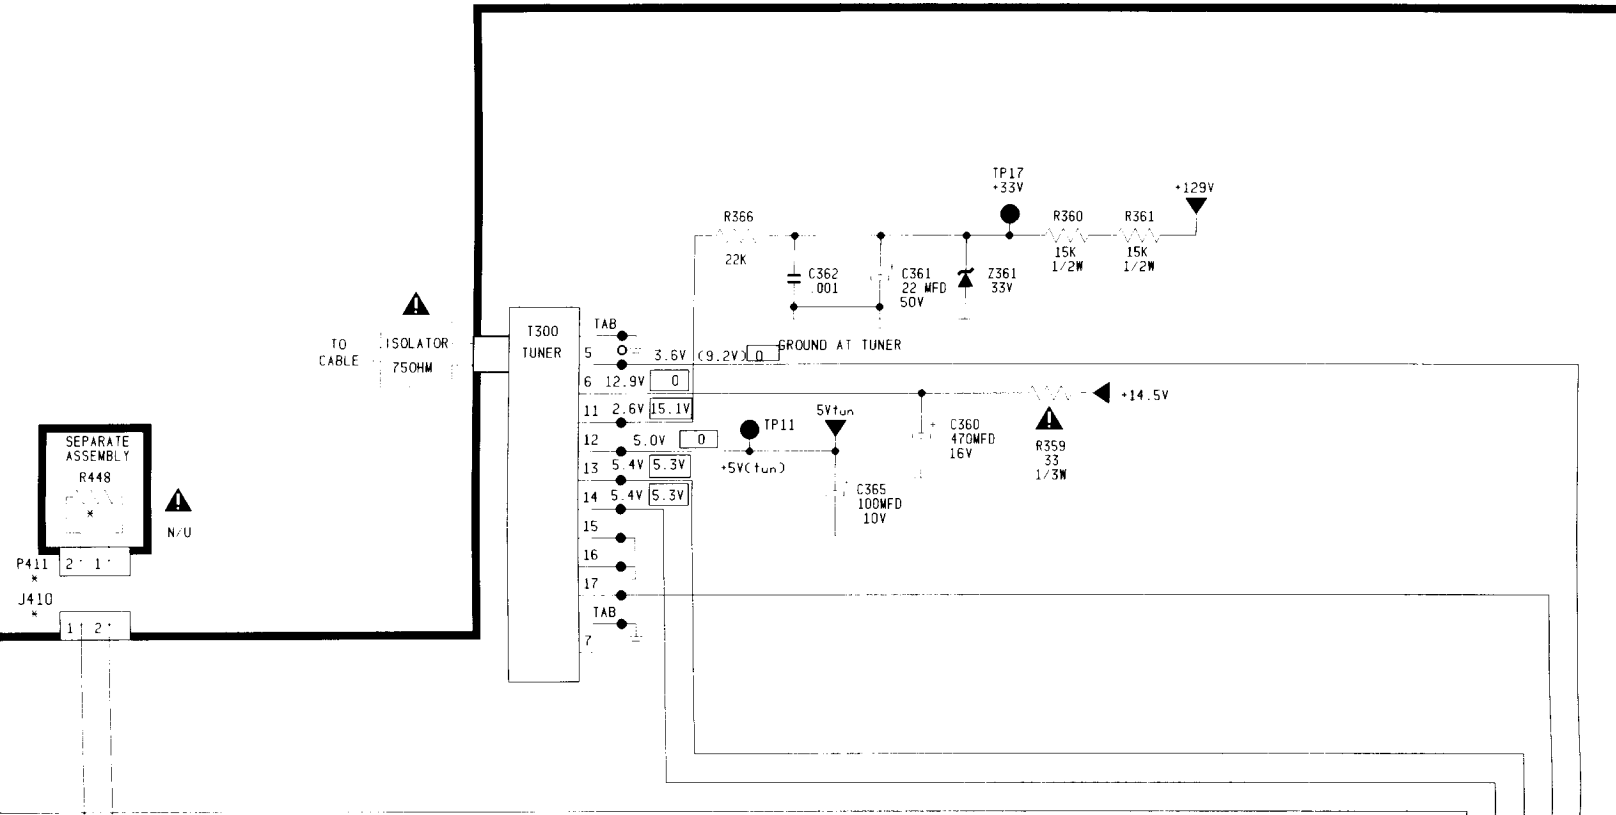 TP17
+33V
+129V
R366
R360
R361
22K
15K
1/2W
15K
1/2W
C362
.001
C361
22 MFD
50V
Z361
33V
GROUND AT TUNER
TO
CABLE
ISOLATOR
75OHM
T300
TUNER
TAB
5
3.6V (9.2V) 0
6 12.9V 0
11 2.6V 15.1V
12 5.0V 0
13 5.4V 5.3V
14 5.4V 5.3V
15
16
17
TAB
7
TP11
+5V(tun)
5Vtun
C365
100MFD
10V
+ C360
470MFD
16V
+14.5V
R359
33
1/3W
SEPARATE
ASSEMBLY
R448
*
N/U
P411
*
2 1
J410
*
1 2